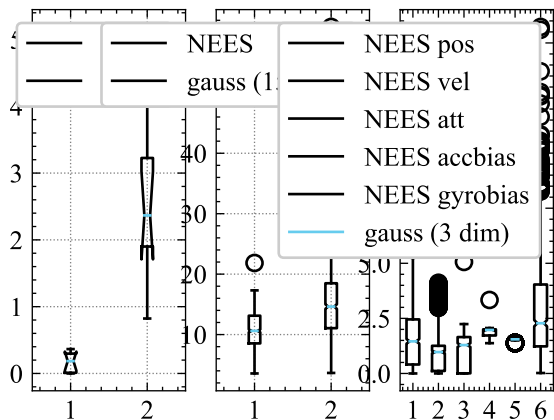 NEES
gauss (1
NEES pos
NEES vel
NEES att
NEES accbias
NEES gyrobias
gauss (3 dim)
4
3
2
1
0
1 2
40
30
20
10
1 2
5.0
2.5
0.0
1 2 3 4 5 6